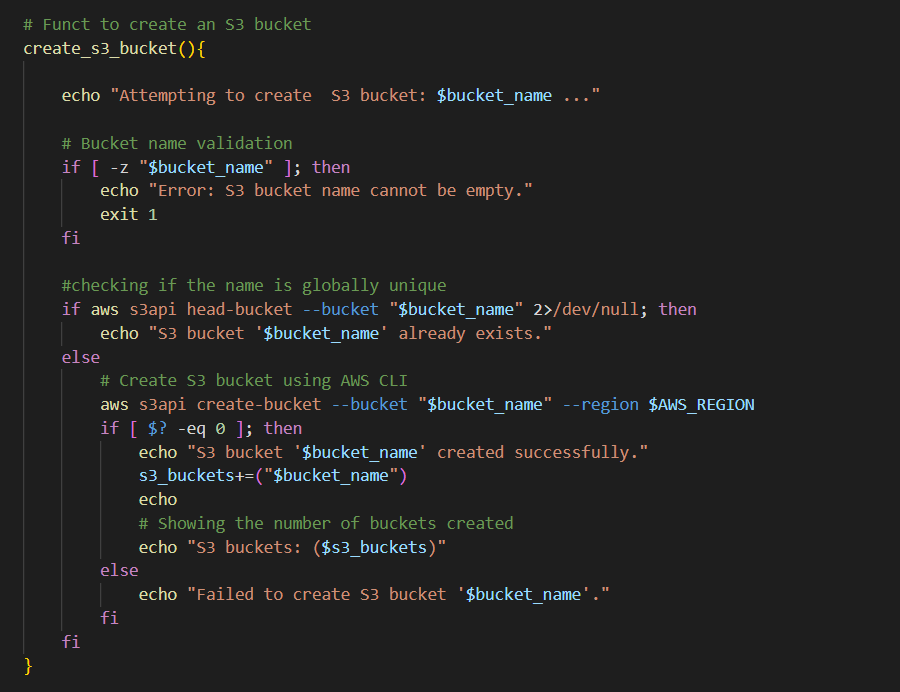 # Funct to create an S3 bucket
create_s3_bucket(){
echo "Attempting to create  S3 bucket: $bucket_name ..."
# Bucket name validation
if [ -z "$bucket_name" ]; then
echo "Error: S3 bucket name cannot be empty."
exit 1
fi
#checking if the name is globally unique
if aws s3api head-bucket --bucket "$bucket_name" 2>/dev/null; then
echo "S3 bucket '$bucket_name' already exists."
else
# Create S3 bucket using AWS CLI
aws s3api create-bucket --bucket "$bucket_name" --region $AWS_REGION
if [ $? -eq 0 ]; then
echo "S3 bucket '$bucket_name' created successfully."
s3_buckets+=("$bucket_name")
echo
# Showing the number of buckets created
echo "S3 buckets: ($s3_buckets)"
else
echo "Failed to create S3 bucket '$bucket_name'."
fi
fi
}